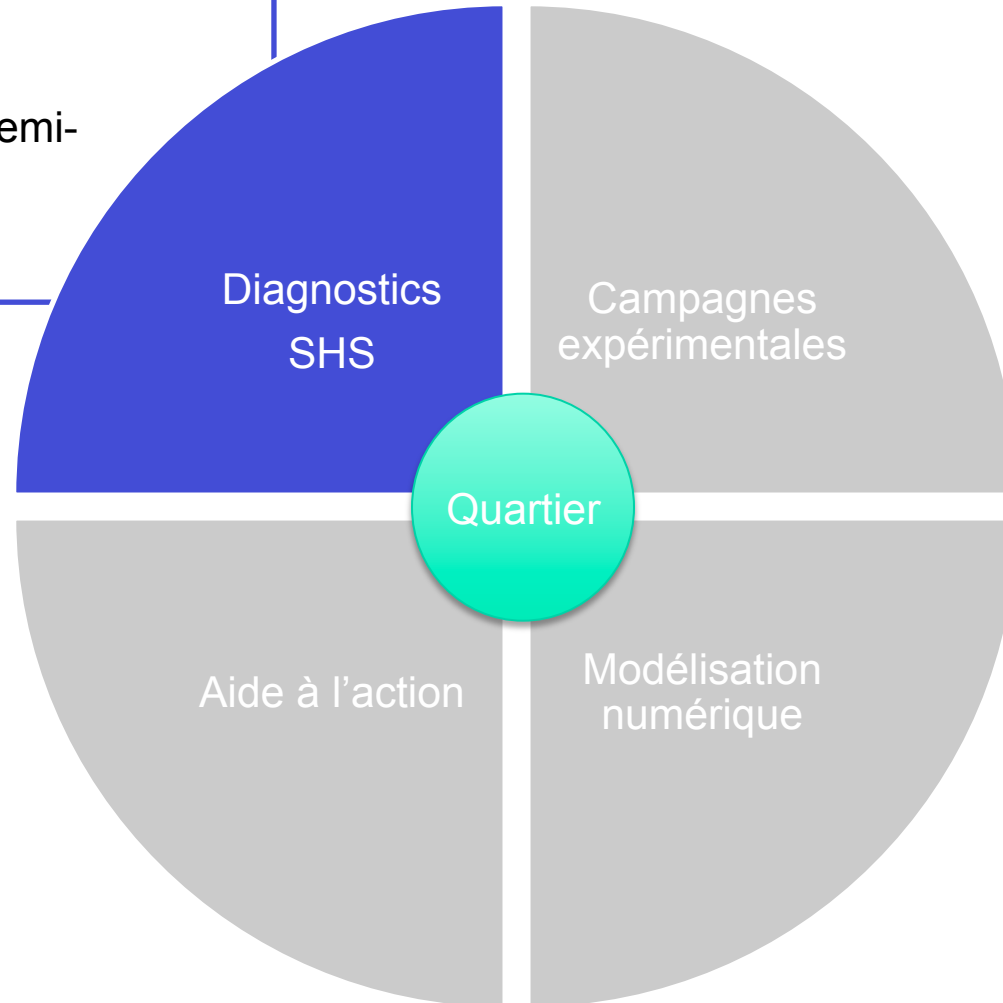 emi-
Diagnostics
SHS
Campagnes
expérimentales
Quartier
Aide à l’action
Modélisation
numérique